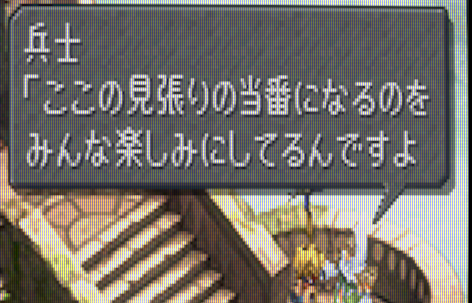 兵士
「ここの見張りの当番になるのを
みんな楽しみにしてるんですよ